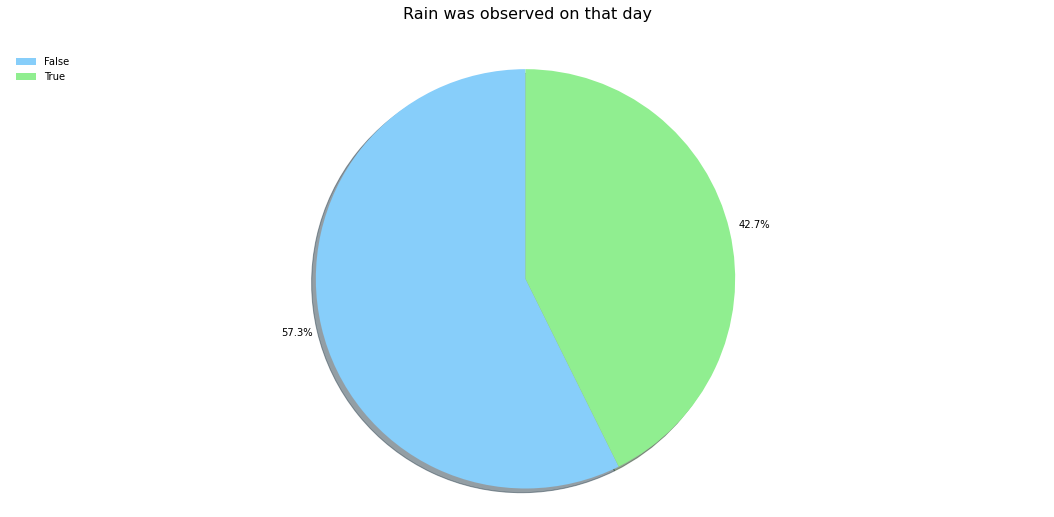 Rain was observed on that day
False
True
42.7%
57.3%